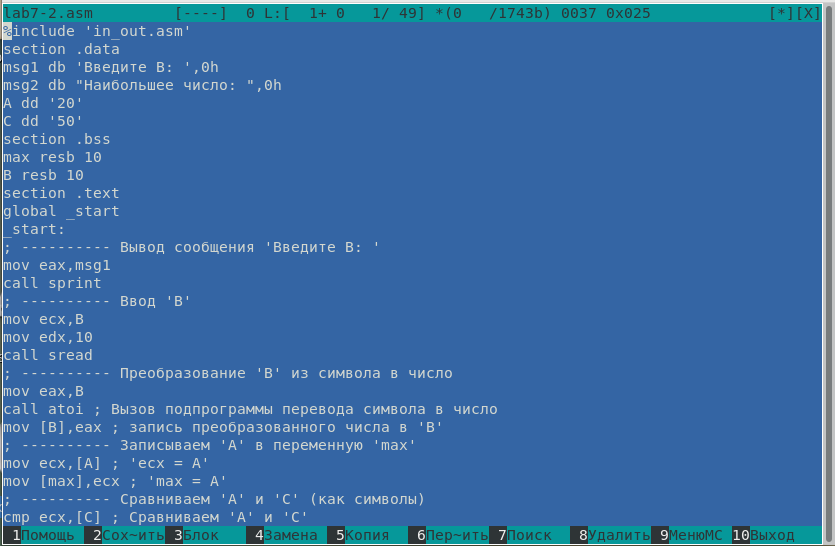 lab7-2.asm [----] 0 L:[ 1+ 0 1/ 49] *(0 /1743b) 0037 0x025 [*][X]
%include 'in_out.asm'
section .data
msg1 db 'Введите B: ',0h
msg2 db "Наибольшее число: ",0h
A dd '20'
C dd '50'
section .bss
max resb 10
B resb 10
section .text
global _start
_start:
; ---------- Вывод сообщения 'Введите B: '
mov eax,msg1
call sprint
; ---------- Ввод 'B'
mov ecx,B
mov edx,10
call sread
; ---------- Преобразование 'B' из символа в число
mov eax,B
call atoi ; Вызов подпрограммы перевода символа в число
mov [B],eax ; запись преобразованного числа в 'B'
; ---------- Записываем 'A' в переменную 'max'
mov ecx,[A] ; 'ecx = A'
mov [max],ecx ; 'max = A'
; ---------- Сравниваем 'A' и 'С' (как символы)
cmp ecx,[C] ; Сравниваем 'A' и 'С'
1Помощь 2Сох~ить 3Блок 4Замена 5Копия 6Пер~ить 7Поиск 8Удалить 9МенюMC 10Выход